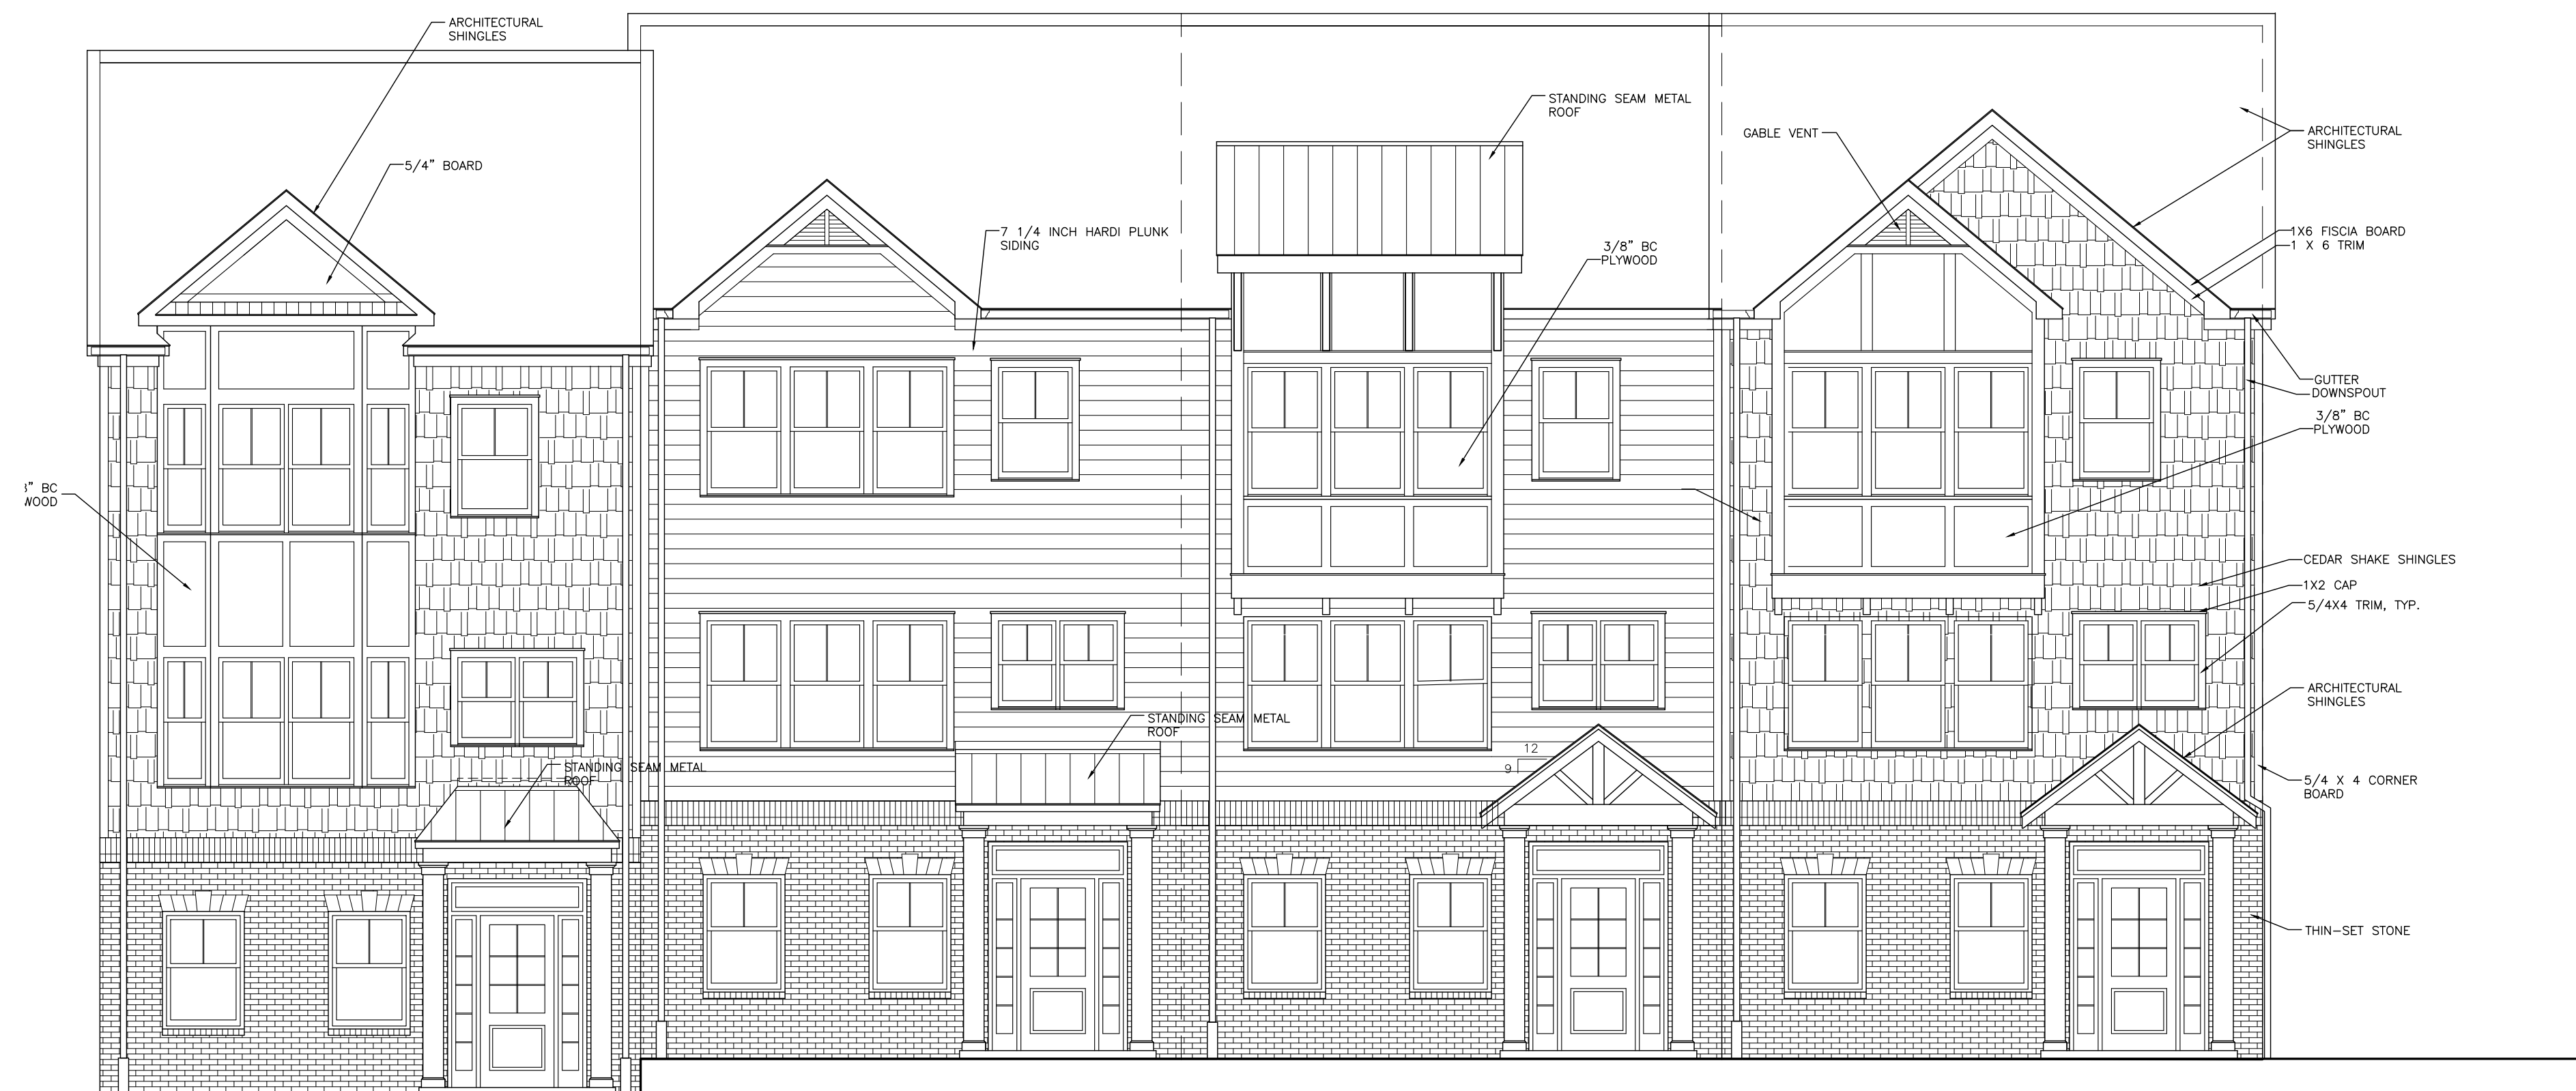 ARCHITECTURAL
SHINGLES
5/4" BOARD
7 1/4 INCH HARDI PLUNK
SIDING
STANDING SEAM METAL
ROOF
3/8" BC
PLYWOOD
GABLE VENT
ARCHITECTURAL
SHINGLES
1X6 FISCIA BOARD
1 X 6 TRIM
GUTTER
DOWNSPOUT
3/8" BC
PLYWOOD
" BC
WOOD
CEDAR SHAKE SHINGLES
1X2 CAP
5/4X4 TRIM, TYP.
ARCHITECTURAL
SHINGLES
STANDING SEAM METAL
ROOF
12
9
STANDING SEAM METAL
ROOF
5/4 X 4 CORNER
BOARD
THIN-SET STONE